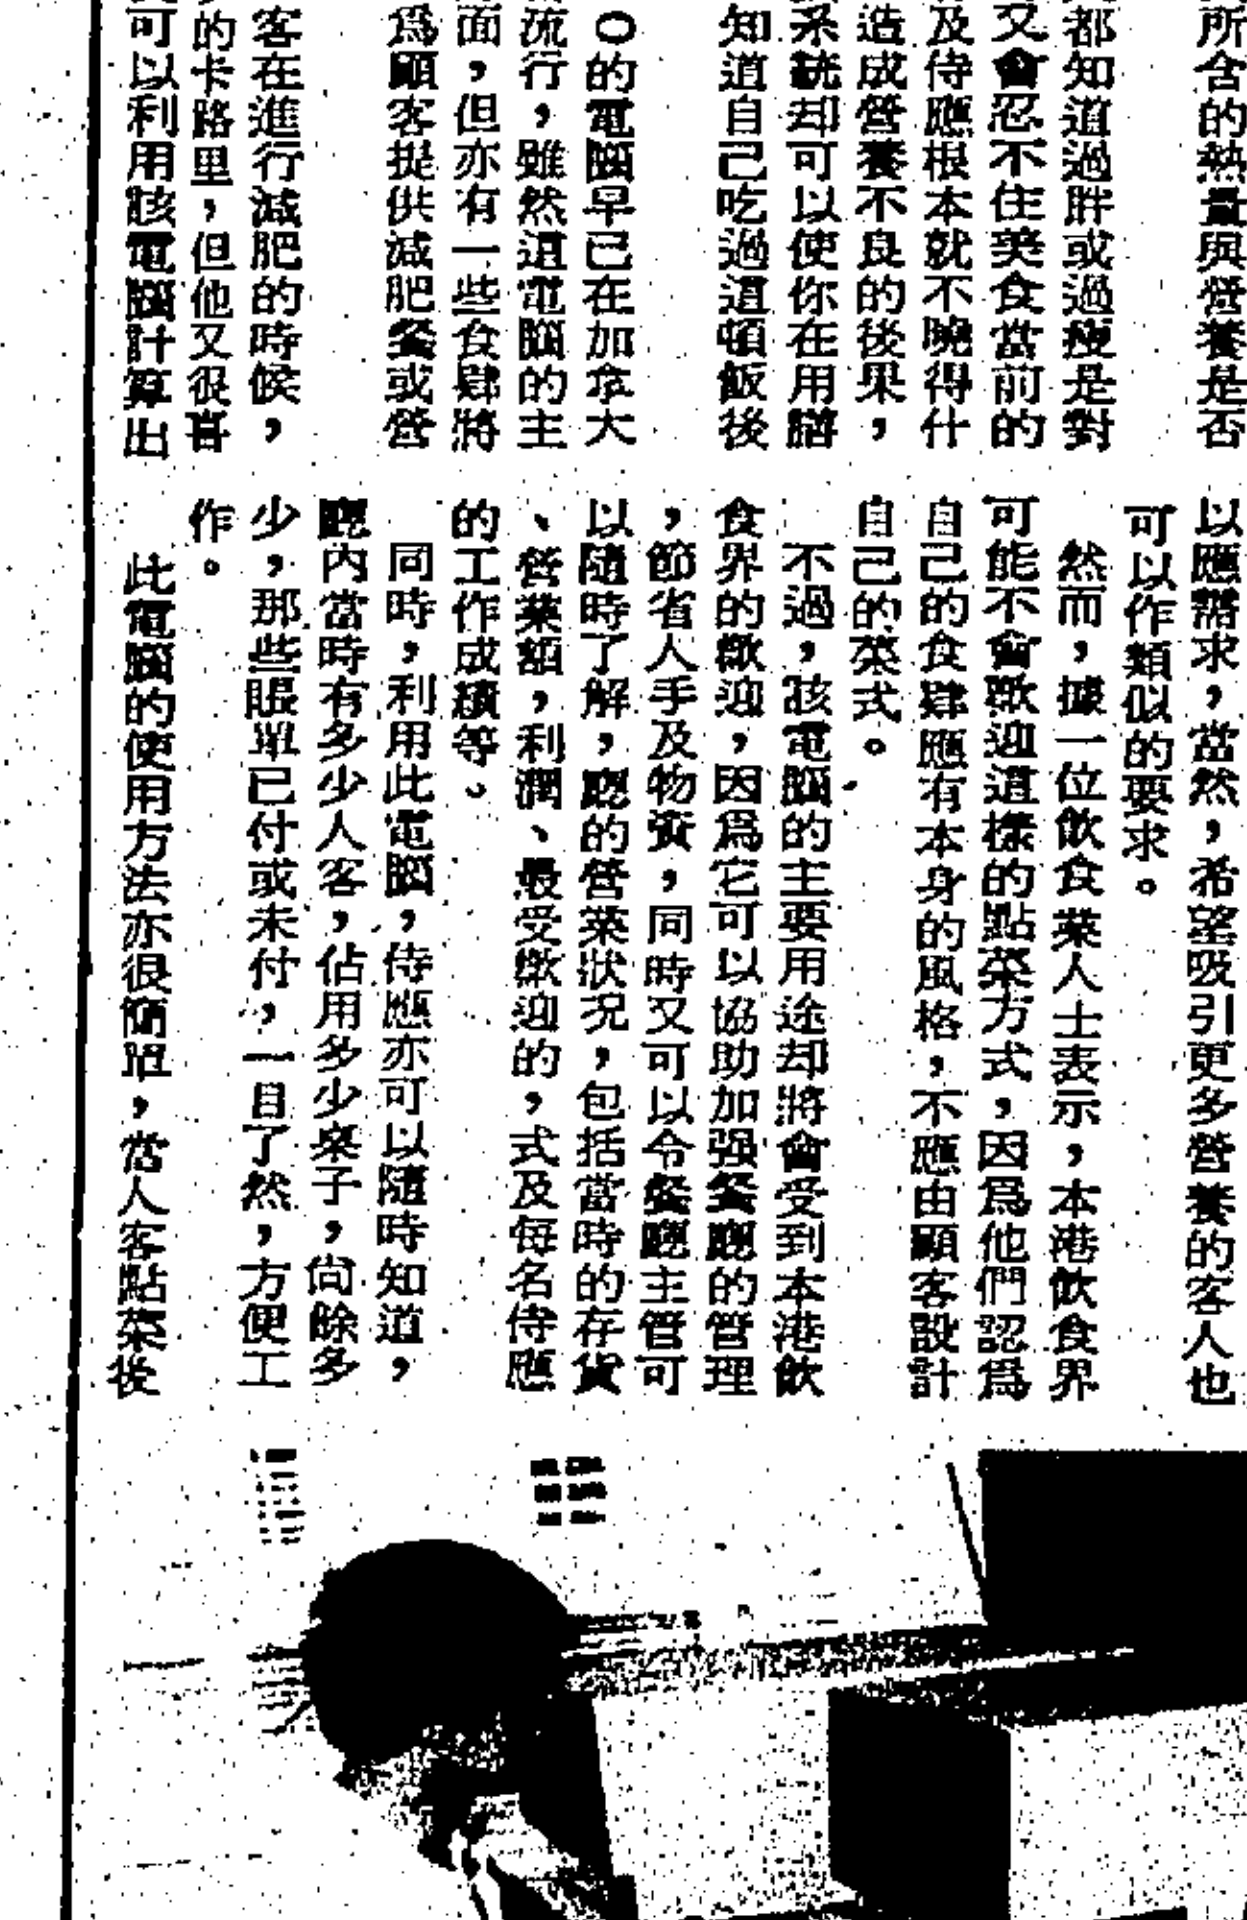 所含的熱量與營養是否
都知道過胖或過瘦是對
又會忍不住美食當前的
及侍應根本就不曉得什
造成營養不良的後果，
系統却可以使你在用膳
知道自己吃過這頓飯後
〇的電腦早已在加拿大
流行，雖然這電腦的主
面，但亦有一些食肆將
爲顧客提供減肥餐或營
客在進行減肥的時候，
的卡路里，但他又很喜
可以利用該電腦計算出
以應需求，當然，希望吸引更多營養的客人也
可以作類似的要求。
然而，據一位飲食業人士表示，本港飲食界
可能不會歡迎這樣的點菜方式，因爲他們認爲
自己的食肆應有本身的風格，不應由顧客設計
自己的菜式。
不過，該電腦的主要用途却將會受到本港飲
食界的歡迎，因爲它可以協助加强餐廳的管理
，節省人手及物資，同時又可以令餐廳主管可
以隨時了解，廳的營業狀況，包括當時的存貨
、營業額，利潤、最受歡迎的，式及每名侍應
的工作成績等、
同時，利用此電腦，侍應亦可以隨時知道，
廳內當時有多少人客，佔用多少桌子，尙餘多
少，那些賬單已付或未付，一目了然，方便工
作。
此電腦的使用方法亦很簡單，當人客點菜後